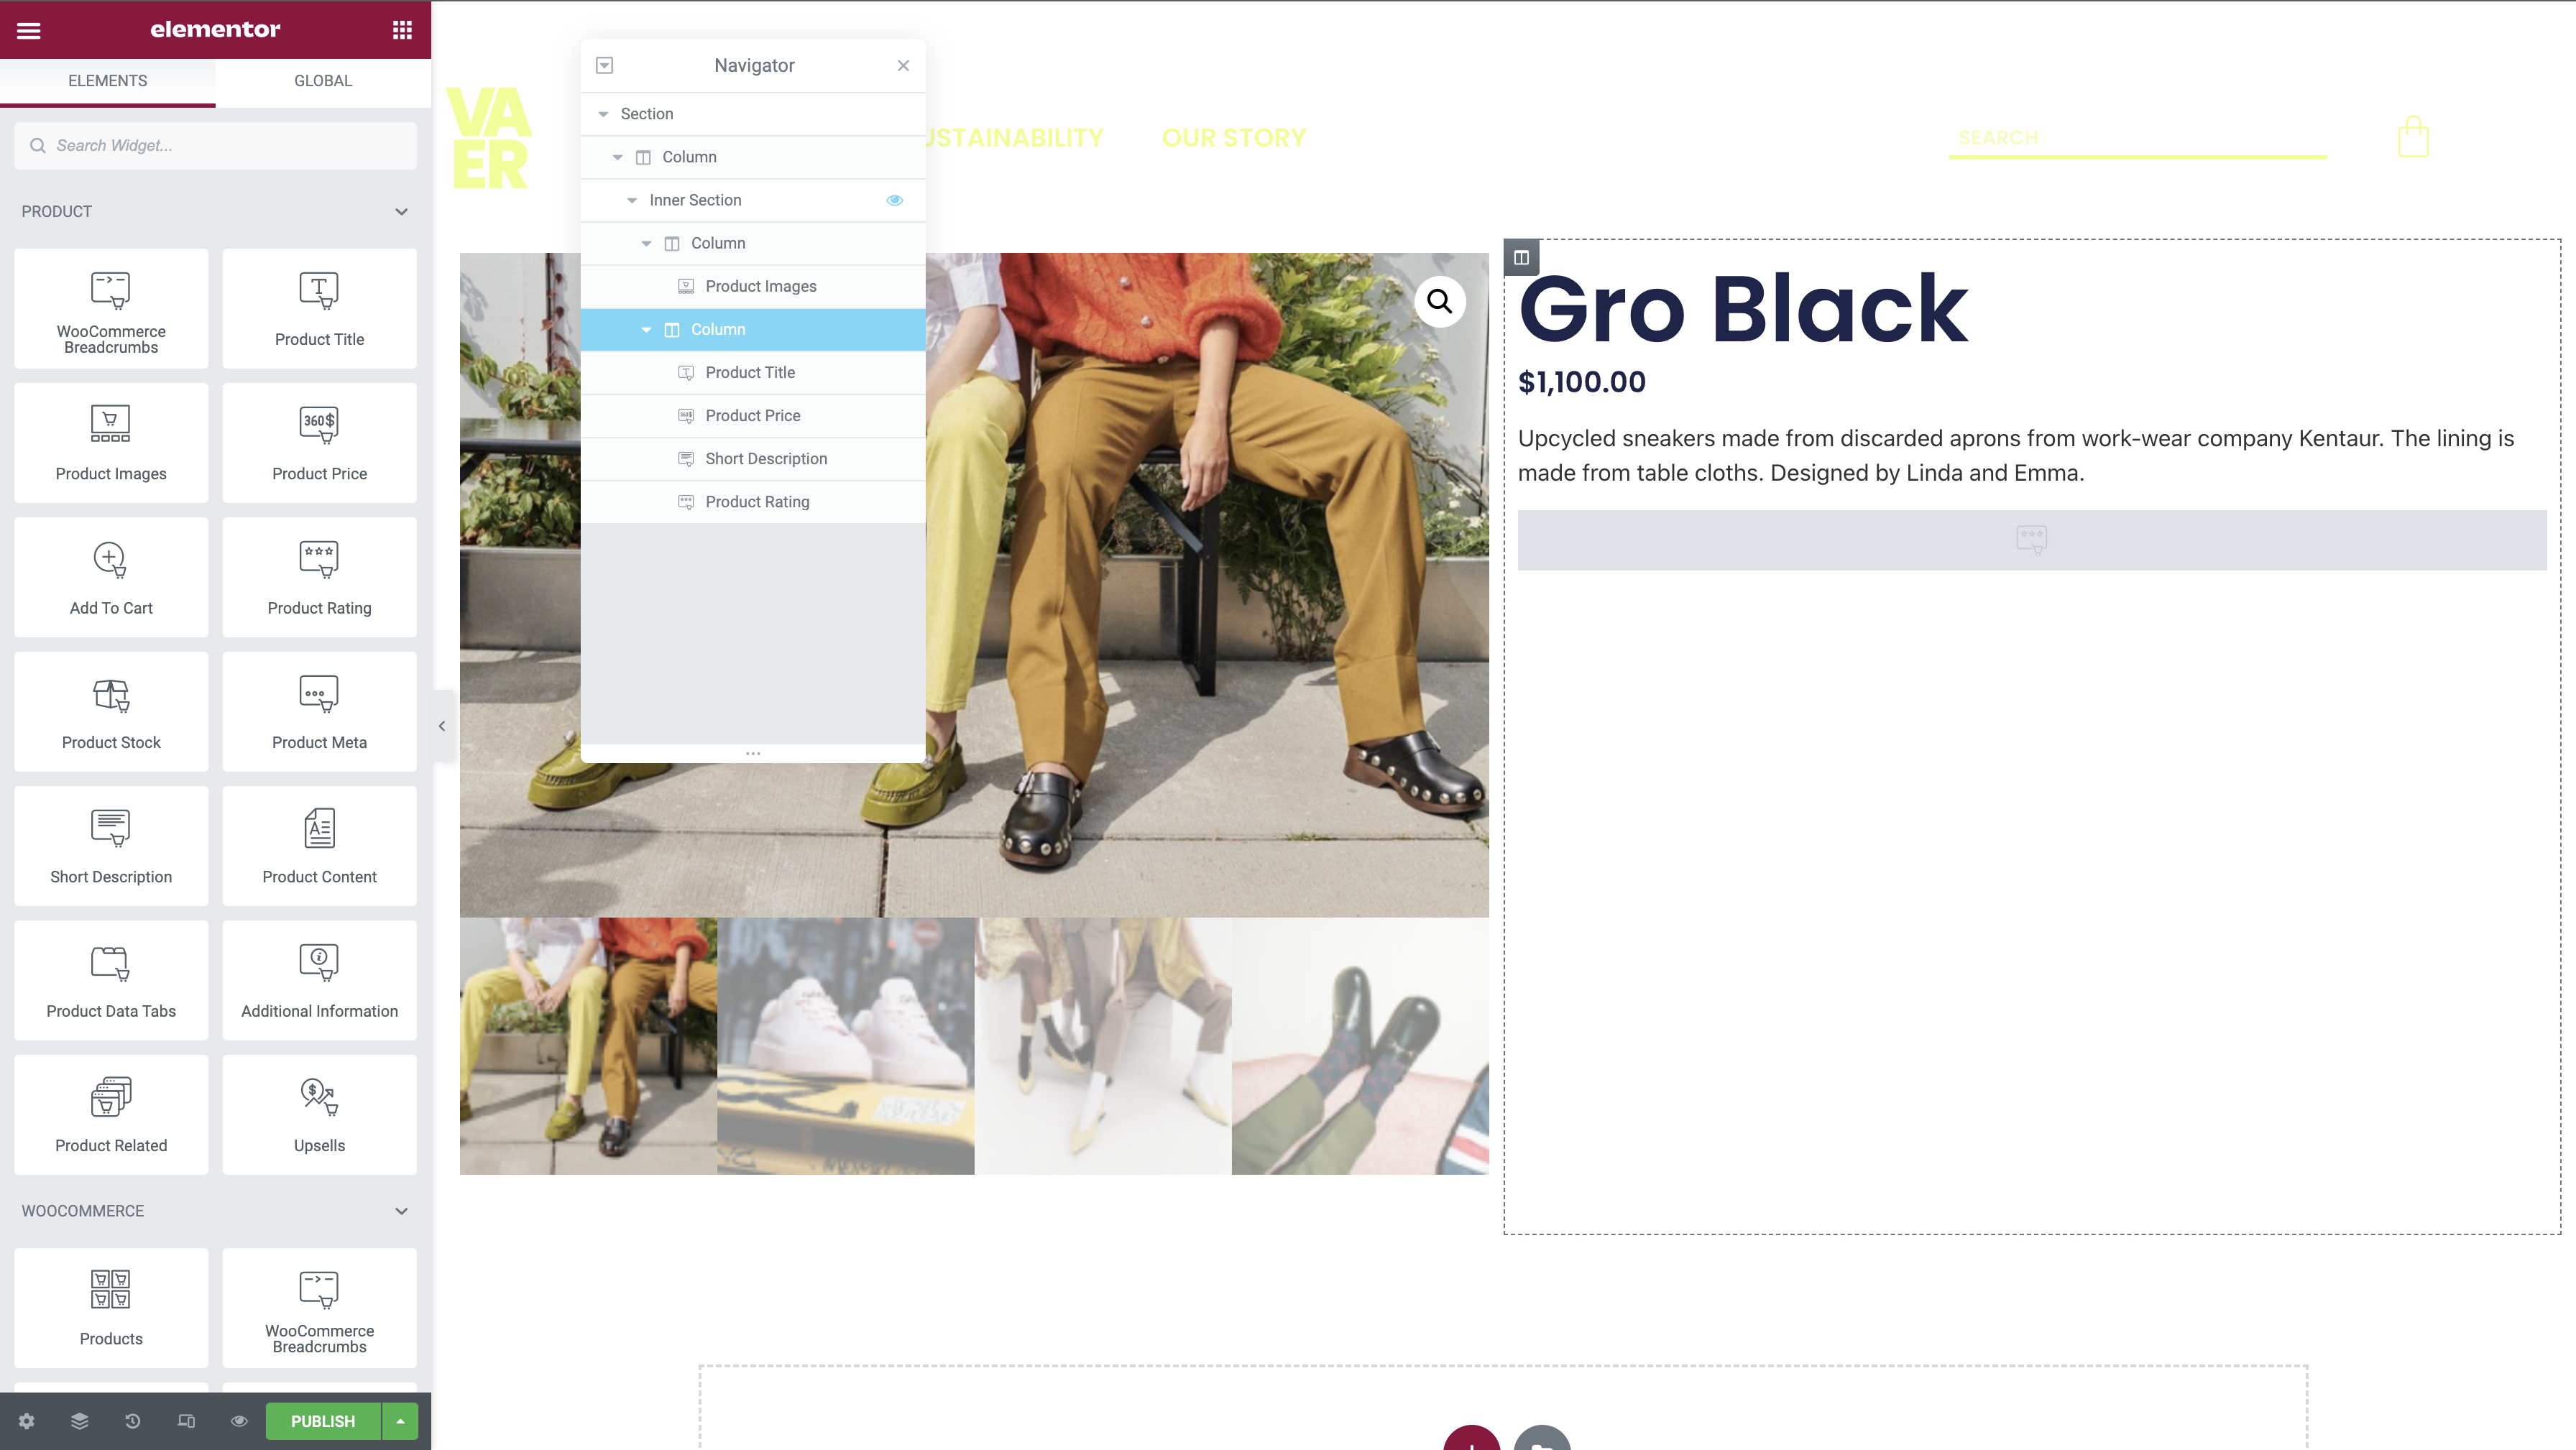 elementor
ELEMENTS
GLOBAL
Search Widget...
PRODUCT
WooCommerce
Breadcrumbs
Product Title
Product Images
360$
Product Price
Add To Cart
Product Rating
Product Stock
Product Meta
Short Description
Product Content
Product Data Tabs
Additional Information
Product Related
Upsells
WOOCOMMERCE
Products
WooCommerce
Breadcrumbs
PUBLISH
VA
ER
USTAINABILITY
OUR STORY
SEARCH
Navigator
Section
Column
Inner Section
Column
Product Images
Column
Product Title
Product Price
Short Description
Product Rating
Gro Black
$1,100.00
Upcycled sneakers made from discarded aprons from work-wear company Kentaur. The lining is
made from table cloths. Designed by Linda and Emma.